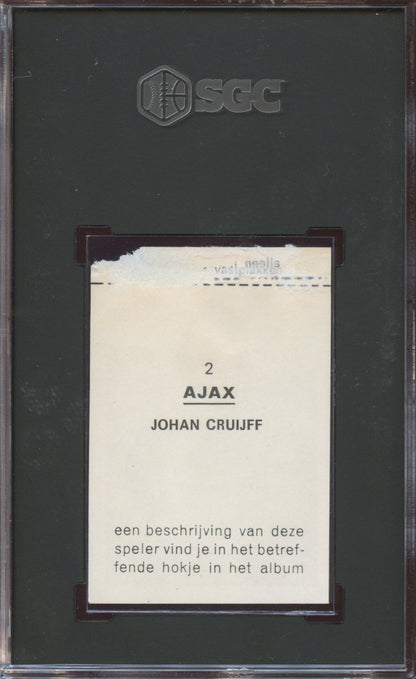 SGC
2
AJAX
JOHAN CRUIJFF
een beschrijving van deze
speler vind je in het betref-
fende hokje in het album